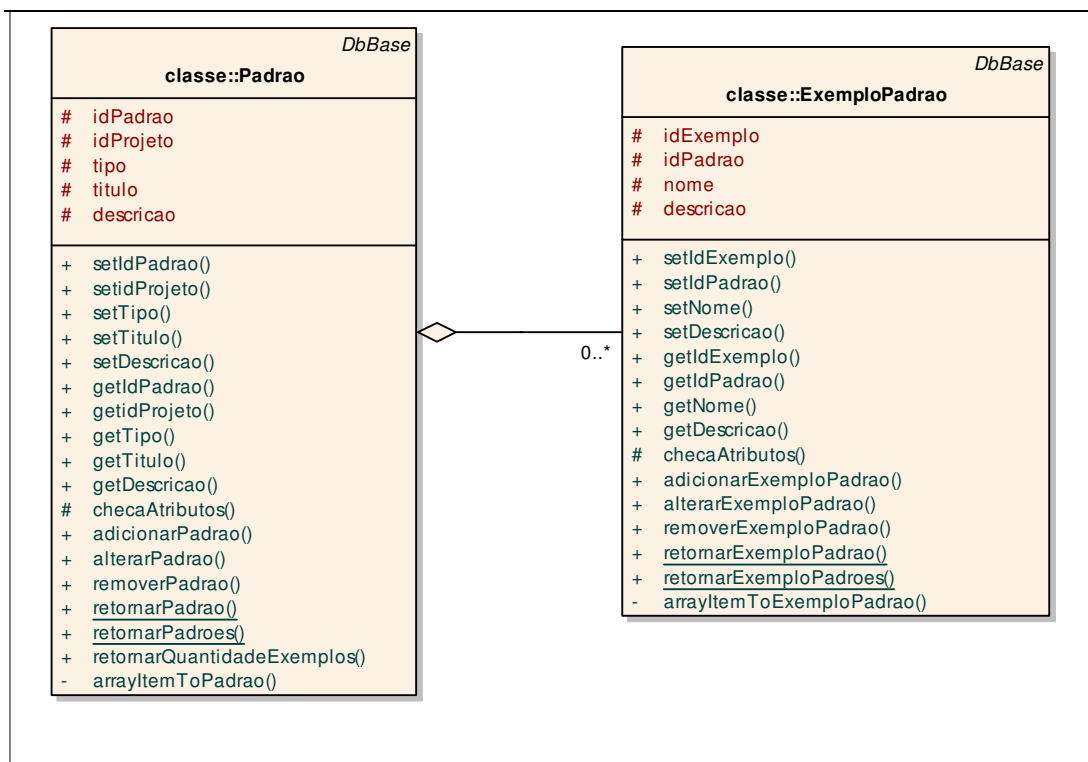 DbBase
classe::Padrao
# idPadrao
# idProjeto
# tipo
# titulo
# descricao
+ setIdPadrao()
+ setidProjeto()
+ setTipo()
+ setTitulo()
+ setDescricao()
+ getIdPadrao()
+ getidProjeto()
+ getTipo()
+ getTitulo()
+ getDescricao()
# checaAtributos()
+ adicionarPadrao()
+ alterarPadrao()
+ removerPadrao()
+ retornarPadrao()
+ retornarPadroes()
+ retornarQuantidadeExemplos()
- arrayItemToPadrao()
0..*
DbBase
classe::ExemploPadrao
# idExemplo
# idPadrao
# nome
# descricao
+ setIdExemplo()
+ setIdPadrao()
+ setNome()
+ setDescricao()
+ getIdExemplo()
+ getIdPadrao()
+ getNome()
+ getDescricao()
# checaAtributos()
+ adicionarExemploPadrao()
+ alterarExemploPadrao()
+ removerExemploPadrao()
+ retornarExemploPadrao()
+ retornarExemploPadroes()
- arrayItemToExemploPadrao()